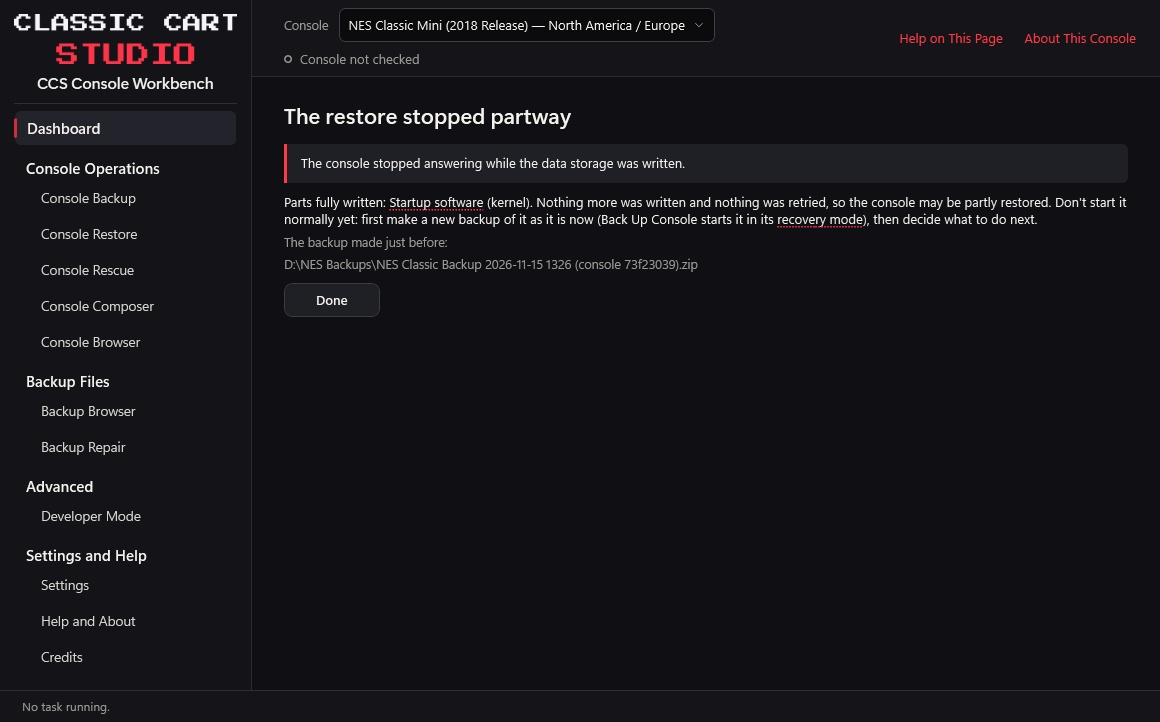 CLASSIC CART
STUDIO
CCS Console Workbench
Dashboard
Console Operations
Console Backup
Console Restore
Console Rescue
Console Composer
Console Browser
Backup Files
Backup Browser
Backup Repair
Advanced
Developer Mode
Settings and Help
Settings
Help and About
Credits
Console
NES Classic Mini (2018 Release) — North America / Europe
Console not checked
Help on This Page
About This Console
The restore stopped partway
The console stopped answering while the data storage was written.
Parts fully written: Startup software (kernel). Nothing more was written and nothing was retried, so the console may be partly restored. Don't start it
normally yet: first make a new backup of it as it is now (Back Up Console starts it in its recovery mode), then decide what to do next.
The backup made just before:
D:\NES Backups\NES Classic Backup 2026-11-15 1326 (console 73f23039).zip
Done
No task running.